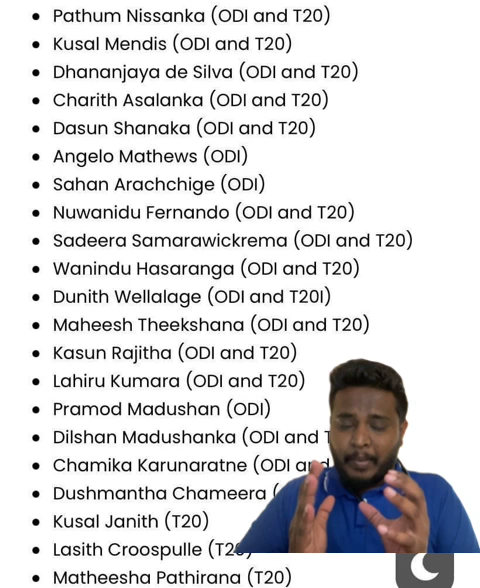 • Pathum Nissanka (ODI and T20)
• Kusal Mendis (ODI and T20)
• Dhananjaya de Silva (ODI and T20)
• Charith Asalanka (ODI and T20)
• Dasun Shanaka (ODI and T20)
• Angelo Mathews (ODI)
• Sahan Arachchige (ODI)
• Nuwanidu Fernando (ODI and T20)
• Sadeera Samarawickrema (ODI and T20)
• Wanindu Hasaranga (ODI and T20)
• Dunith Wellalage (ODI and T20I)
• Maheesh Theekshana (ODI and T20)
• Kasun Rajitha (ODI and T20)
• Lahiru Kumara (ODI and T20)
• Pramod Madushan (ODI)
• Dilshan Madushanka (ODI and
• Chamika Karunaratne (ODI
• Dushmantha Chameera (
• Kusal Janith (T20)
• Lasith Croospulle (T20)
• Matheesha Pathirana (T20)